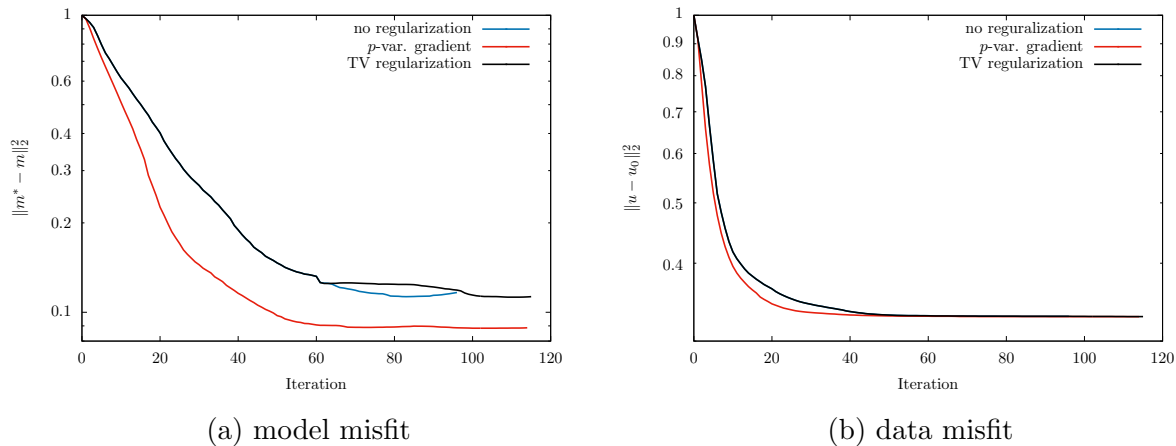 no regularization
p-var. gradient
TV regularization
1
0.6
0.4
0.3
0.2
0.1
0 20 40 60 80 100 120
‖m* − m‖₂²
Iteration
(a) model misfit
no reguralization
p-var. gradient
TV regularization
1
0.9
0.8
0.7
0.6
0.5
0.4
0 20 40 60 80 100 120
‖u − u₀‖₂²
Iteration
(b) data misfit